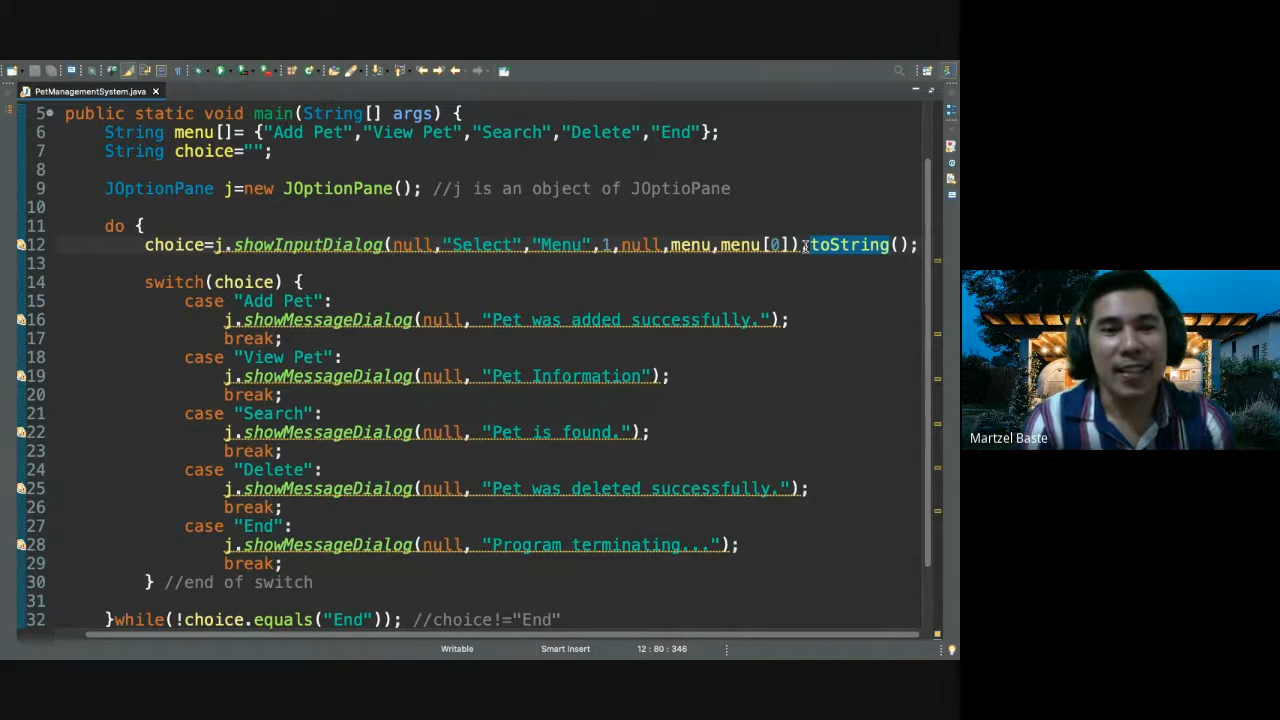 PetManagementSystem.java
5 public static void main(String[] args) {
6 String menu[]= {"Add Pet","View Pet","Search","Delete","End"};
7 String choice="";
8
9 JOptionPane j=new JOptionPane(); //j is an object of JOptioPane
10
11 do {
12 choice=j.showInputDialog(null,"Select","Menu",1,null,menu,menu[0]).toString();
13
14 switch(choice) {
15 case "Add Pet":
16 j.showMessageDialog(null, "Pet was added successfully.");
17 break;
18 case "View Pet":
19 j.showMessageDialog(null, "Pet Information");
20 break;
21 case "Search":
22 j.showMessageDialog(null, "Pet is found.");
23 break;
24 case "Delete":
25 j.showMessageDialog(null, "Pet was deleted successfully.");
26 break;
27 case "End":
28 j.showMessageDialog(null, "Program terminating...");
29 break;
30 } //end of switch
31
32 }while(!choice.equals("End")); //choice!="End"
Writable Smart Insert 12 : 80 : 346
Martzel Baste